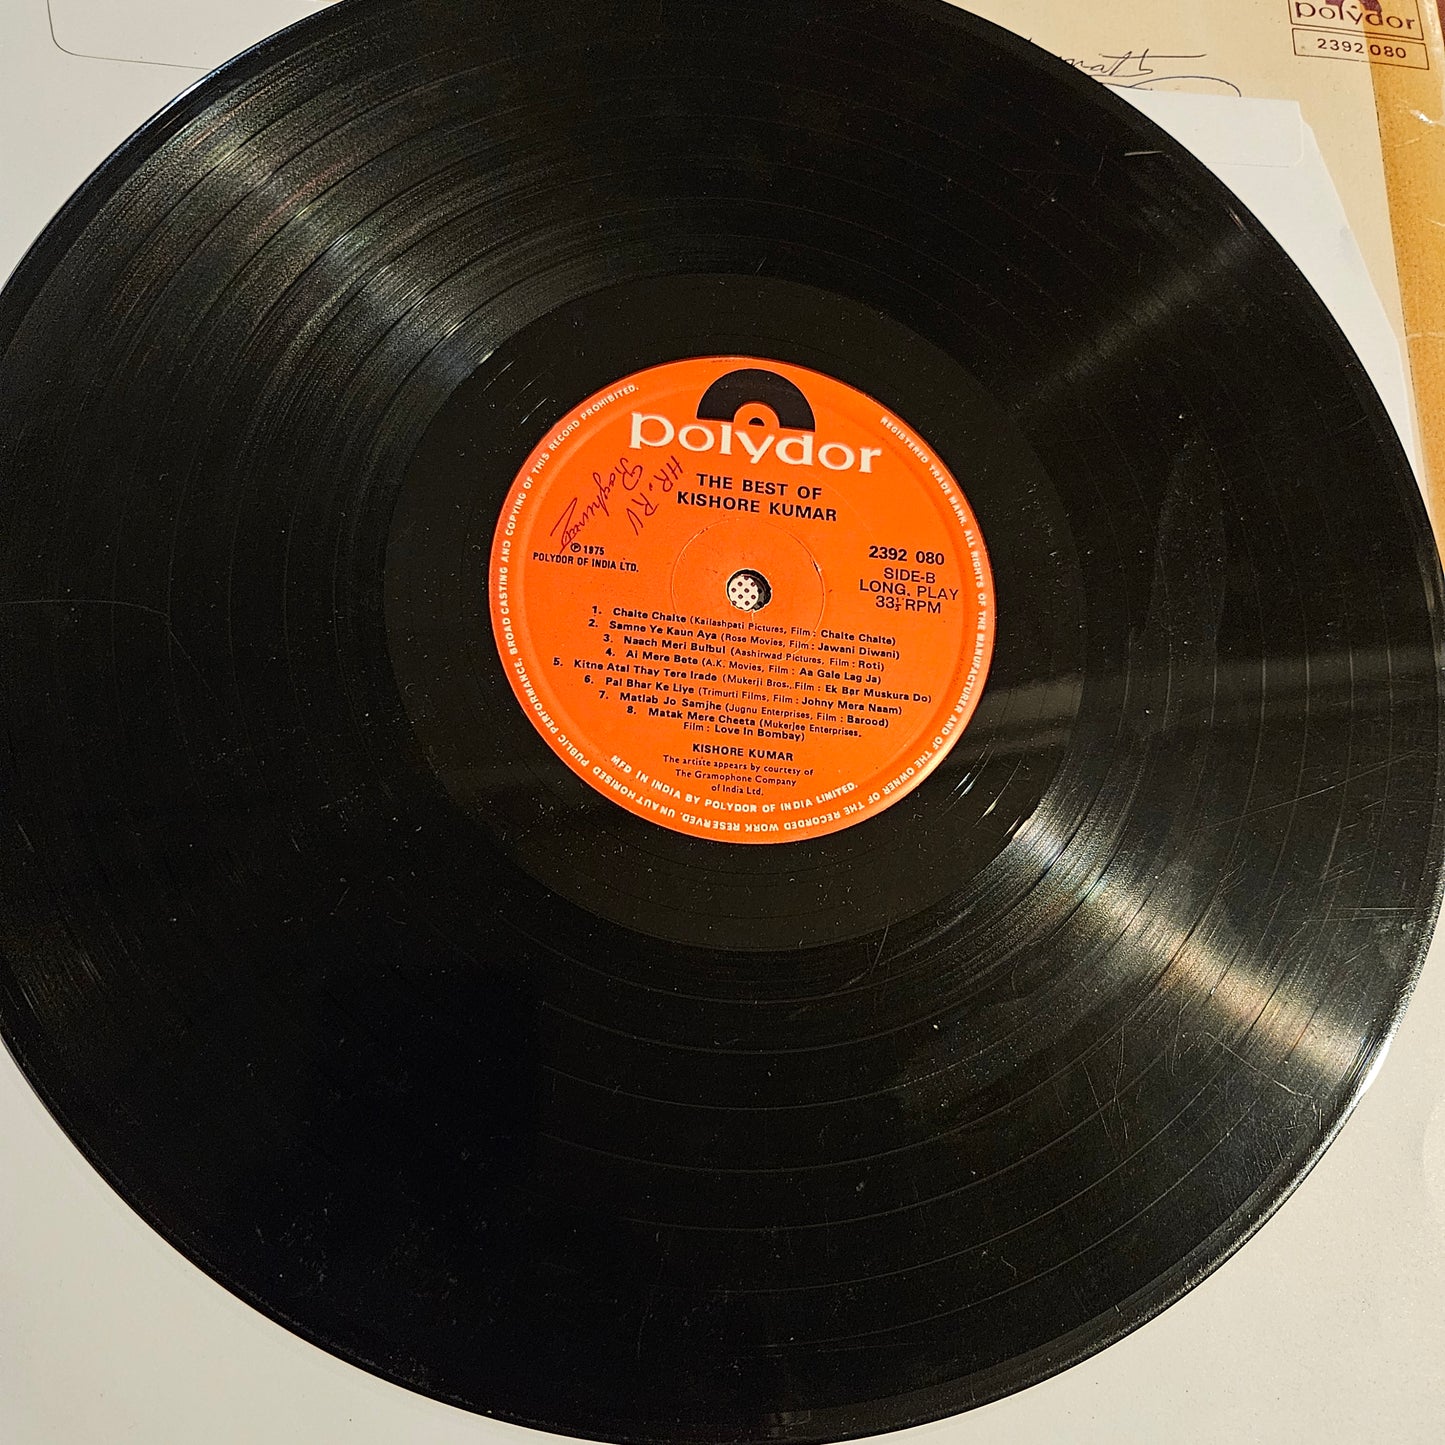 polydor
2392 080
polydor
THE BEST OF
KISHORE KUMAR
HR. RV
℗ 1975
POLYDOR OF INDIA LTD.
2392 080
SIDE-B
LONG. PLAY
33⅓ RPM
1. Chalte Chalte (Kailashpati Pictures, Film : Chalte Chalte)
2. Samne Ye Kaun Aya (Rose Movies, Film : Jawani Diwani)
3. Naach Meri Bulbul (Aashirwad Pictures, Film : Roti)
4. Ai Mere Bete (A.K. Movies, Film : Aa Gale Lag Ja)
5. Kitne Atal Thay Tere Irade (Mukerji Bros., Film : Ek Bar Muskura Do)
6. Pal Bhar Ke Liye (Trimurti Films, Film : Johny Mera Naam)
7. Matlab Jo Samjhe (Jugnu Enterprises, Film : Barood)
8. Matak Mere Cheeta (Mukerjee Enterprises,
Film : Love In Bombay)
KISHORE KUMAR
The artiste appears by courtesy of
The Gramophone Company
of India Ltd.
MFD IN INDIA BY POLYDOR OF INDIA LIMITED.
REGISTERED TRADE MARK. ALL RIGHTS OF THE MANUFACTURER AND OF THE OWNER OF THE RECORDED WORK RESERVED. UNAUTHORISED PUBLIC PERFORMANCE, BROAD CASTING AND COPYING OF THIS RECORD PROHIBITED.